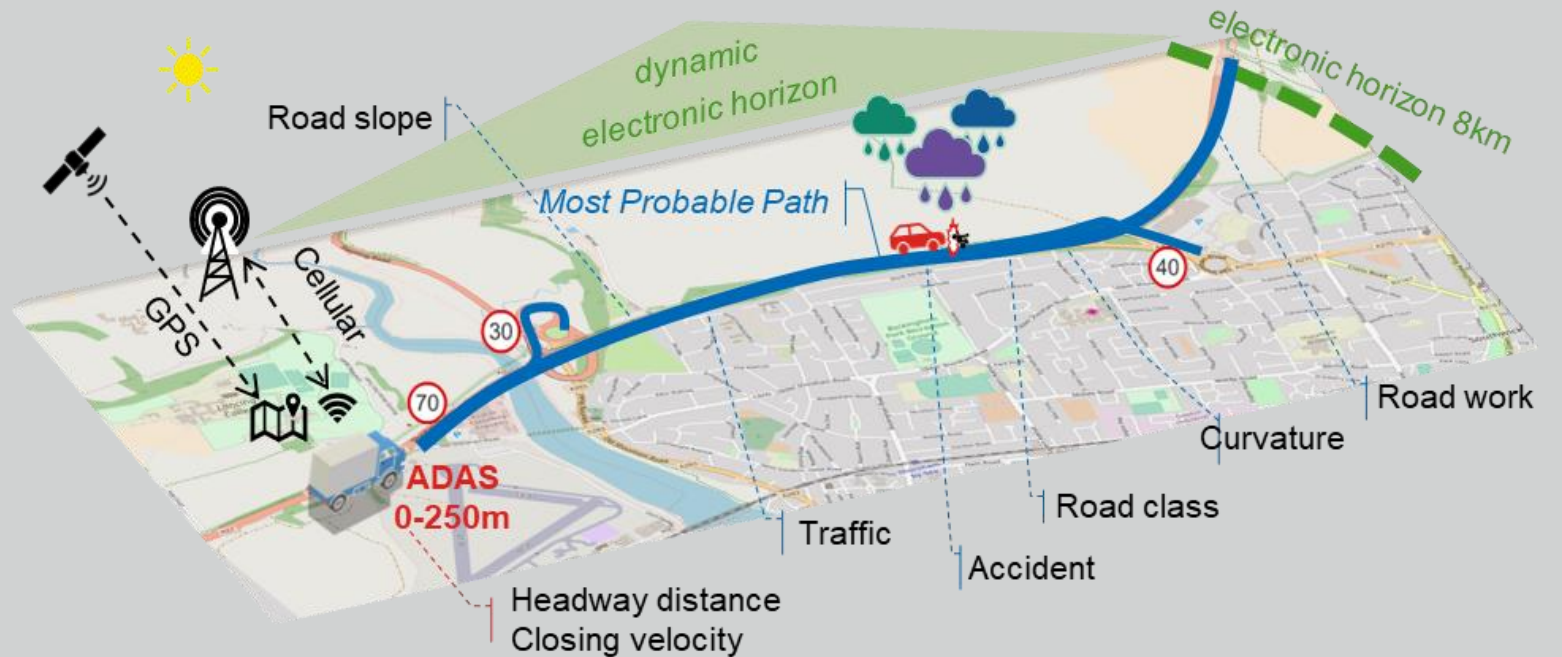 electronic horizon 8km
dynamic
electronic horizon
Road slope
Most Probable Path
GPS
Cellular
30
40
70
ADAS
0-250m
Road work
Curvature
Road class
Traffic
Accident
Headway distance
Closing velocity